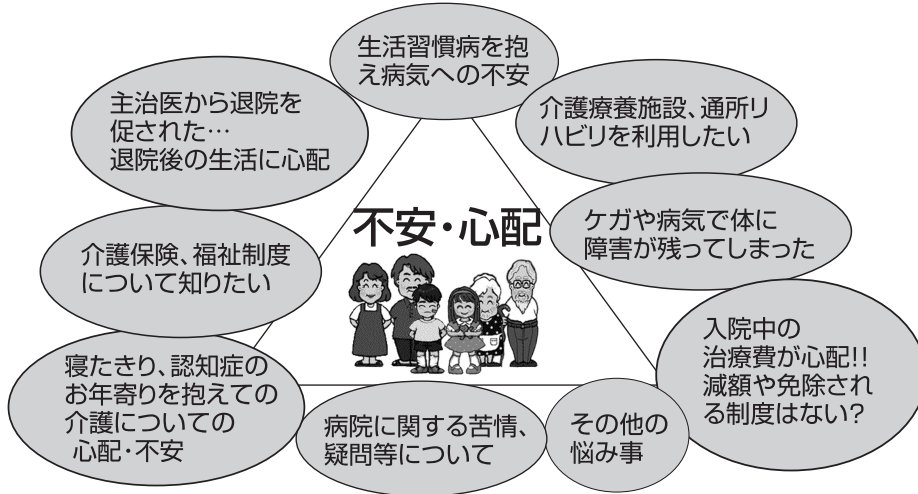 生活習慣病を抱
え病気への不安
主治医から退院を
促された…
退院後の生活に心配
介護療養施設、通所リ
ハビリを利用したい
不安・心配
介護保険、福祉制度
について知りたい
ケガや病気で体に
障害が残ってしまった
寝たきり、認知症の
お年寄りを抱えての
介護についての
心配・不安
入院中の
治療費が心配!!
減額や免除され
る制度はない?
病院に関する苦情、
疑問等について
その他の
悩み事